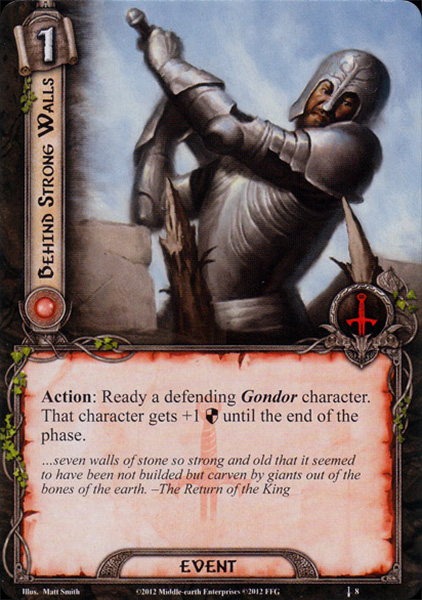 1
BEHIND STRONG WALLS
Action: Ready a defending Gondor character.
That character gets +1 until the end of the
phase.
...seven walls of stone so strong and old that it seemed
to have been not builded but carven by giants out of the
bones of the earth. –The Return of the King
EVENT
Illus. Matt Smith ©2012 Middle-earth Enterprises ©2012 FFG 8